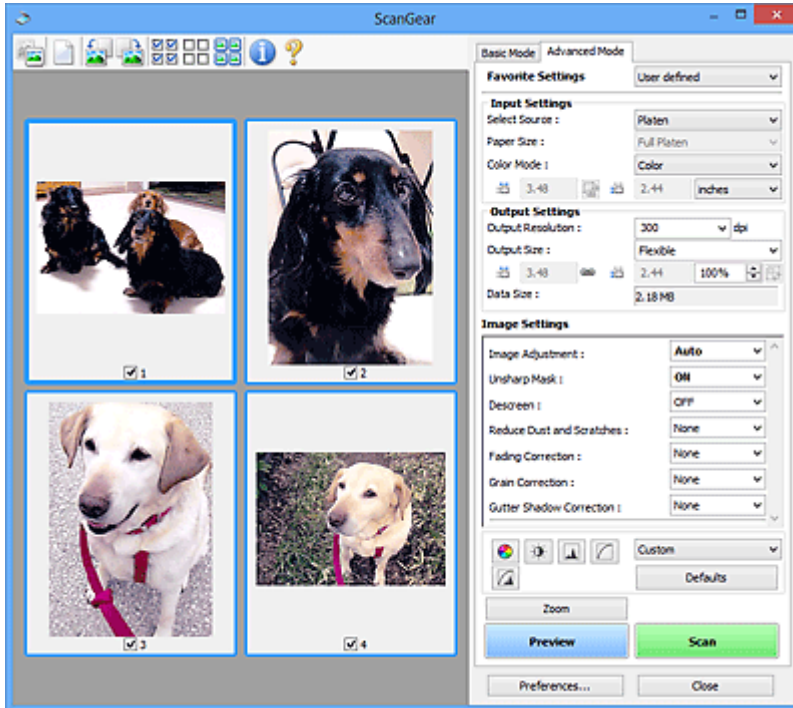 ScanGear
Basic Mode Advanced Mode
Favorite Settings User defined
Input Settings
Select Source : Platen
Paper Size : Full Platen
Color Mode : Color
3.48 2.44 inches
Output Settings
Output Resolution : 300 dpi
Output Size : Flexible
3.48 2.44 100%
Data Size : 2.18 MB
Image Settings
Image Adjustment : Auto
Unsharp Mask : ON
Descreen : OFF
Reduce Dust and Scratches : None
Fading Correction : None
Grain Correction : None
Gutter Shadow Correction : None
Custom
Defaults
Zoom
Preview Scan
Preferences... Close
1
2
3
4